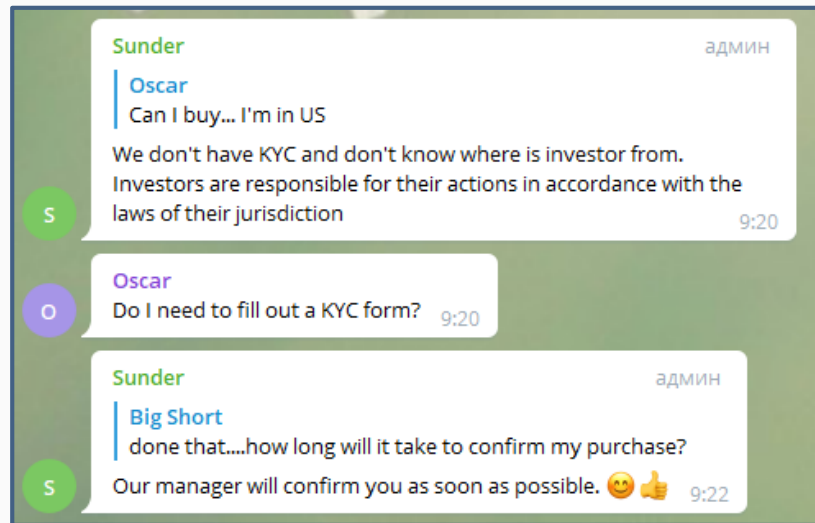 Sunder админ
Oscar
Can I buy... I'm in US
We don't have KYC and don't know where is investor from.
Investors are responsible for their actions in accordance with the
laws of their jurisdiction
S 9:20
Oscar
O Do I need to fill out a KYC form? 9:20
Sunder админ
Big Short
done that....how long will it take to confirm my purchase?
S Our manager will confirm you as soon as possible. 😊👍 9:22